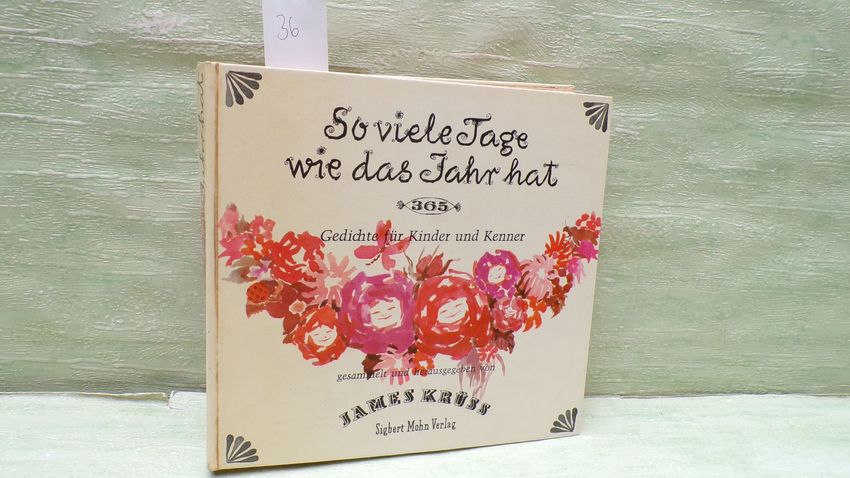 36
So viele Tage
wie das Jahr hat
365
Gedichte für Kinder und Kenner
gesammelt und herausgegeben von
JAMES KRÜSS
Sigbert Mohn Verlag